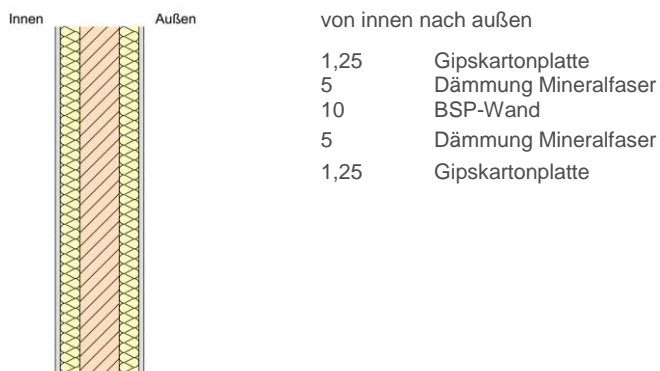 Innen Außen
von innen nach außen
1,25 Gipskartonplatte
5 Dämmung Mineralfaser
10 BSP-Wand
5 Dämmung Mineralfaser
1,25 Gipskartonplatte